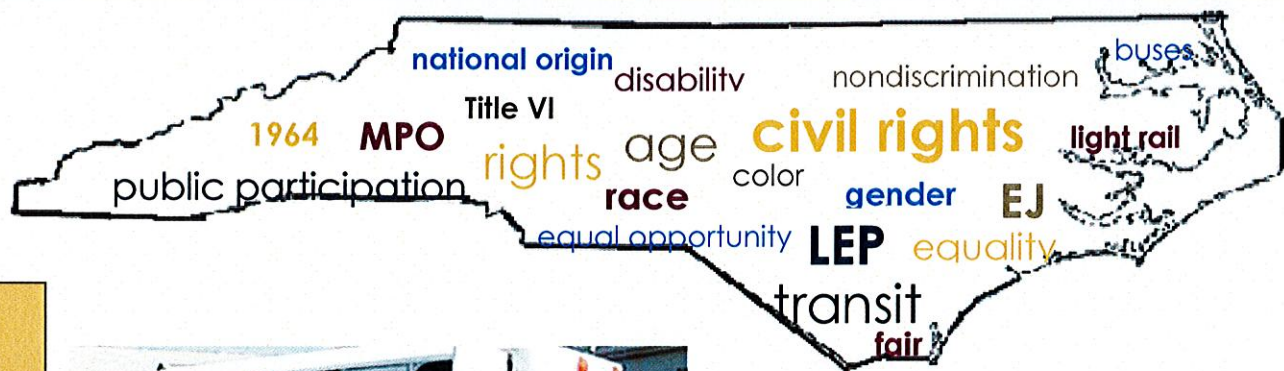 national origin
buses
disability
nondiscrimination
Title VI
1964
MPO
civil rights
light rail
rights
age
color
public participation
race
gender
EJ
equal opportunity
LEP
equality
transit
fair